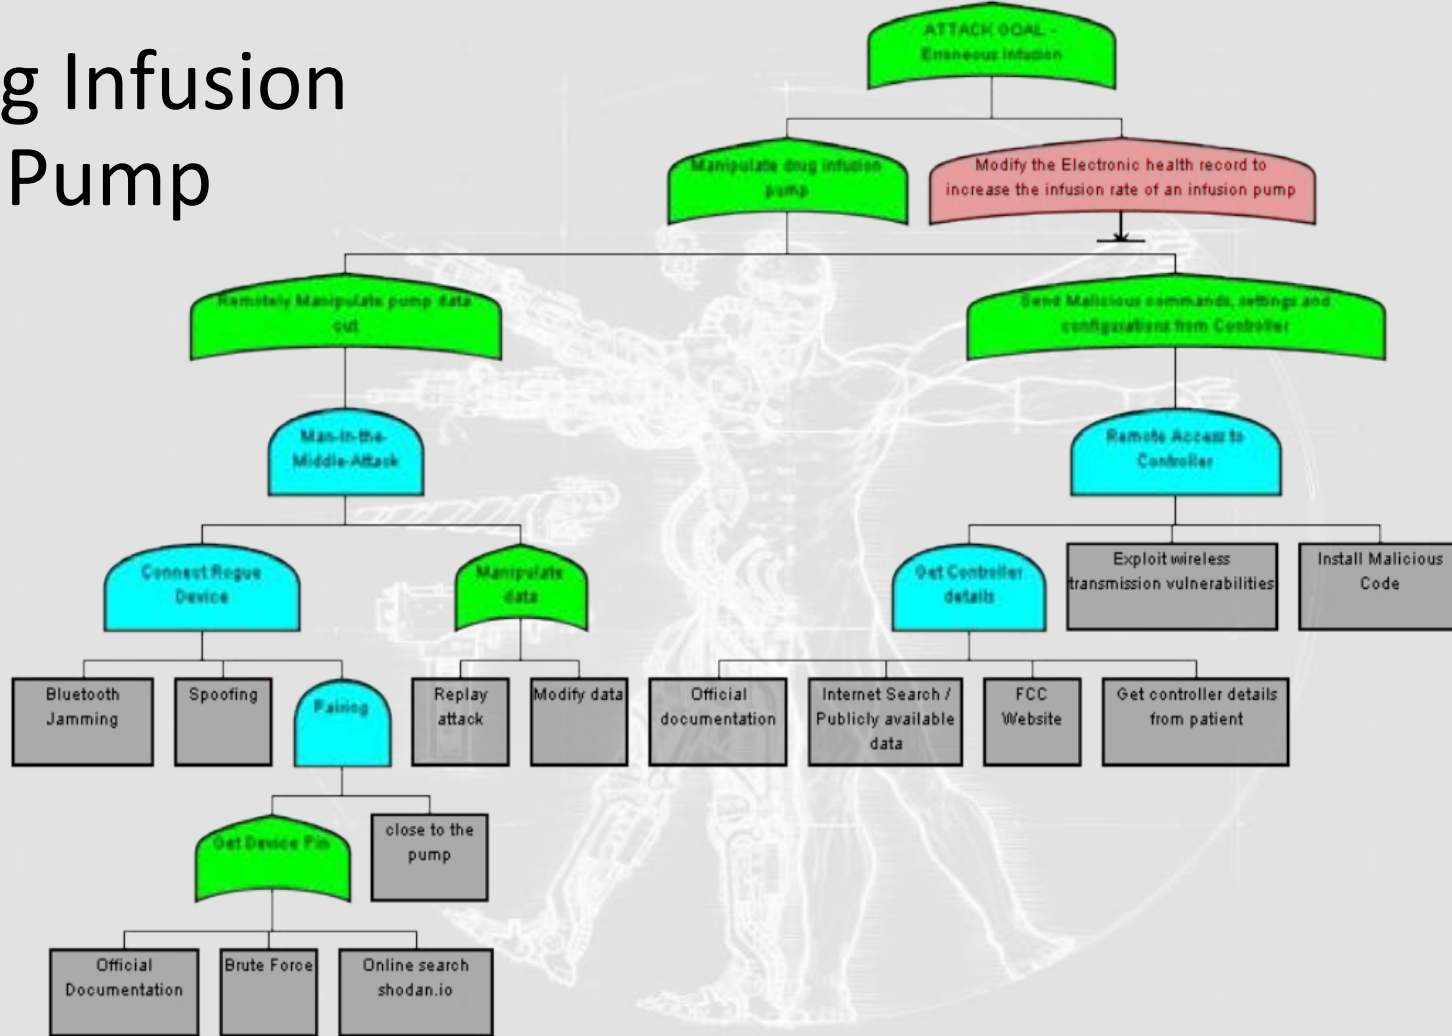 g Infusion
Pump
ATTACK GOAL -
Erroneous Infusion
Manipulate drug infusion
pump
Modify the Electronic health record to
increase the infusion rate of an infusion pump
Remotely Manipulate pump data
out
Send Malicious commands, settings and
configurations from Controller
Man-In-the-
Middle-Attack
Remote Access to
Controller
Connect Rogue
Device
Manipulate
data
Get Controller
details
Exploit wireless
transmission vulnerabilities
Install Malicious
Code
Bluetooth
Jamming
Spoofing
Pairing
Replay
attack
Modify data
Official
documentation
Internet Search /
Publicly available
data
FCC
Website
Get controller details
from patient
Get Device Pin
close to the
pump
Official
Documentation
Brute Force
Online search
shodan.io